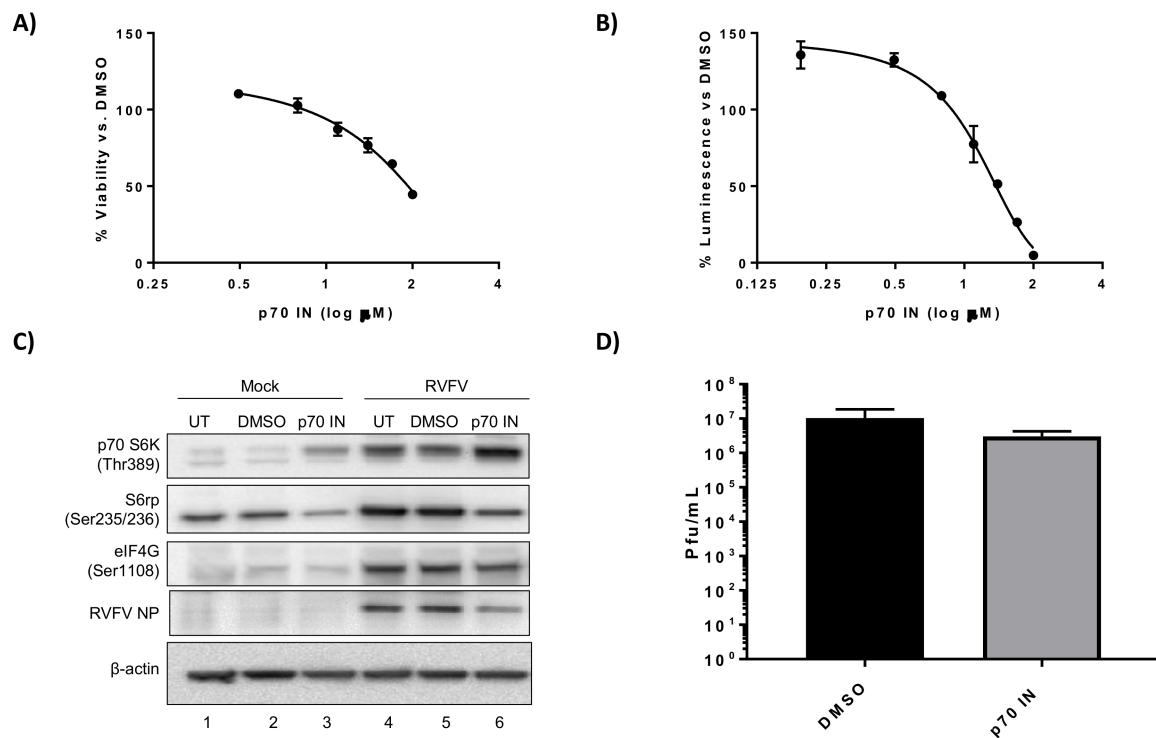 A)
150
100
50
0
% Viability vs. DMSO
0.25 0.5 1 2 4
p70 IN (log μM)
B)
150
100
50
0
% Luminescence vs DMSO
0.125 0.25 0.5 1 2 4
p70 IN (log μM)
C)
Mock RVFV
UT DMSO p70 IN UT DMSO p70 IN
p70 S6K
(Thr389)
S6rp
(Ser235/236)
eIF4G
(Ser1108)
RVFV NP
β-actin
1 2 3 4 5 6
D)
10⁸
10⁷
10⁶
10⁵
10⁴
10³
10²
10¹
10⁰
Pfu/mL
DMSO p70 IN